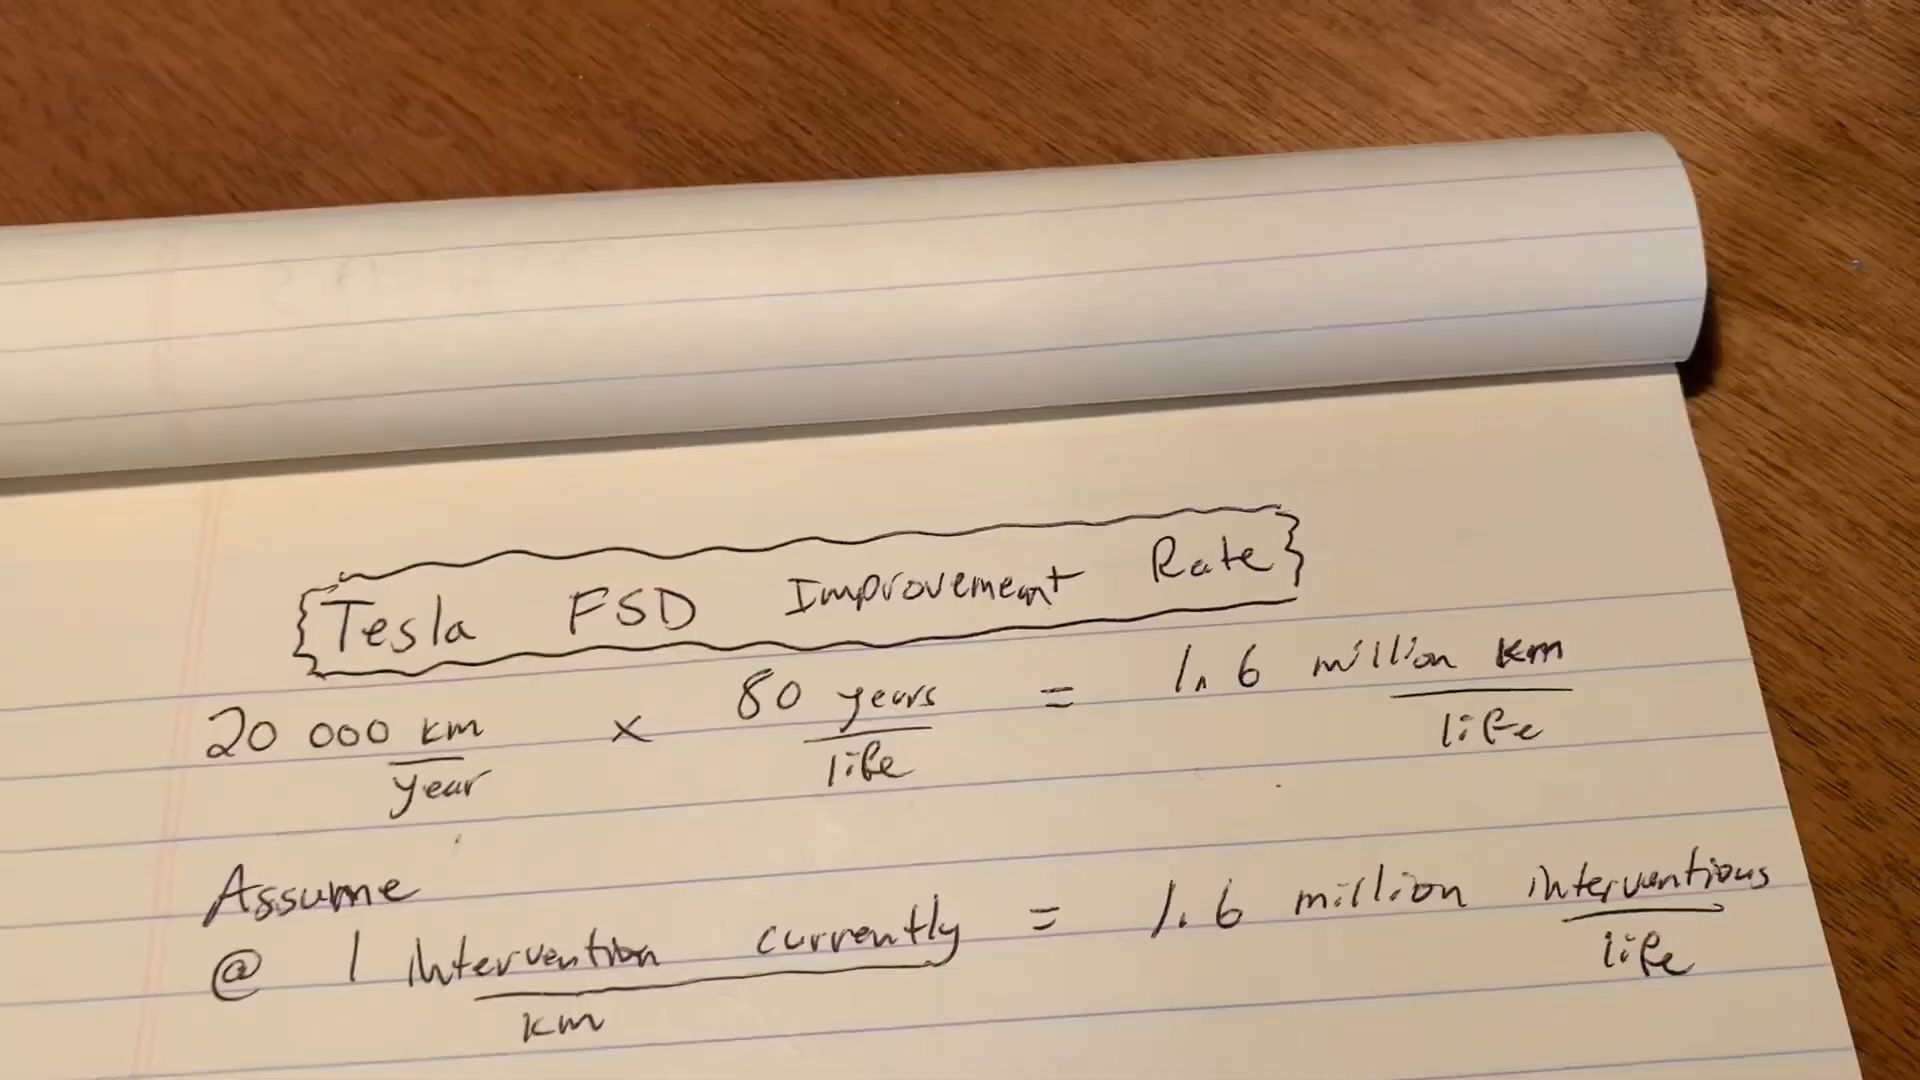 Tesla FSD Improvement Rate
20 000 km/year × 80 years/life = 1.6 million km/life
Assume
@ 1 Intervention currently/km = 1.6 million interventions/life